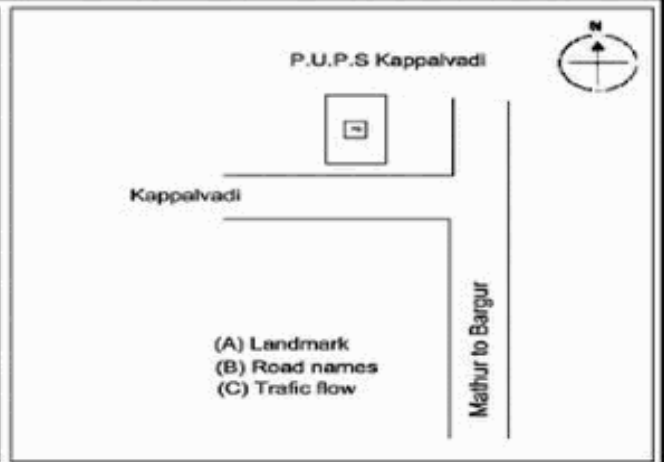 N
P.U.P.S Kappalvadi
Kappalvadi
Mathur to Bargur
(A) Landmark
(B) Road names
(C) Trafic flow